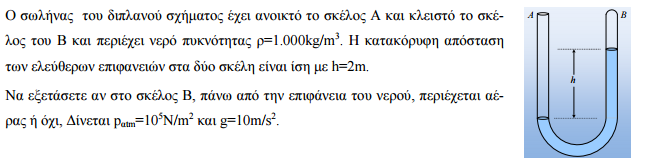 Ο σωλήνας του διπλανού σχήματος έχει ανοικτό το σκέλος Α και κλειστό το σκέ-
λος του Β και περιέχει νερό πυκνότητας ρ=1.000kg/m³. Η κατακόρυφη απόσταση
των ελεύθερων επιφανειών στα δύο σκέλη είναι ίση με h=2m.
Να εξετάσετε αν στο σκέλος Β, πάνω από την επιφάνεια του νερού, περιέχεται αέ-
ρας ή όχι, Δίνεται pₐₜₘ=10⁵N/m² και g=10m/s².
A
B
h